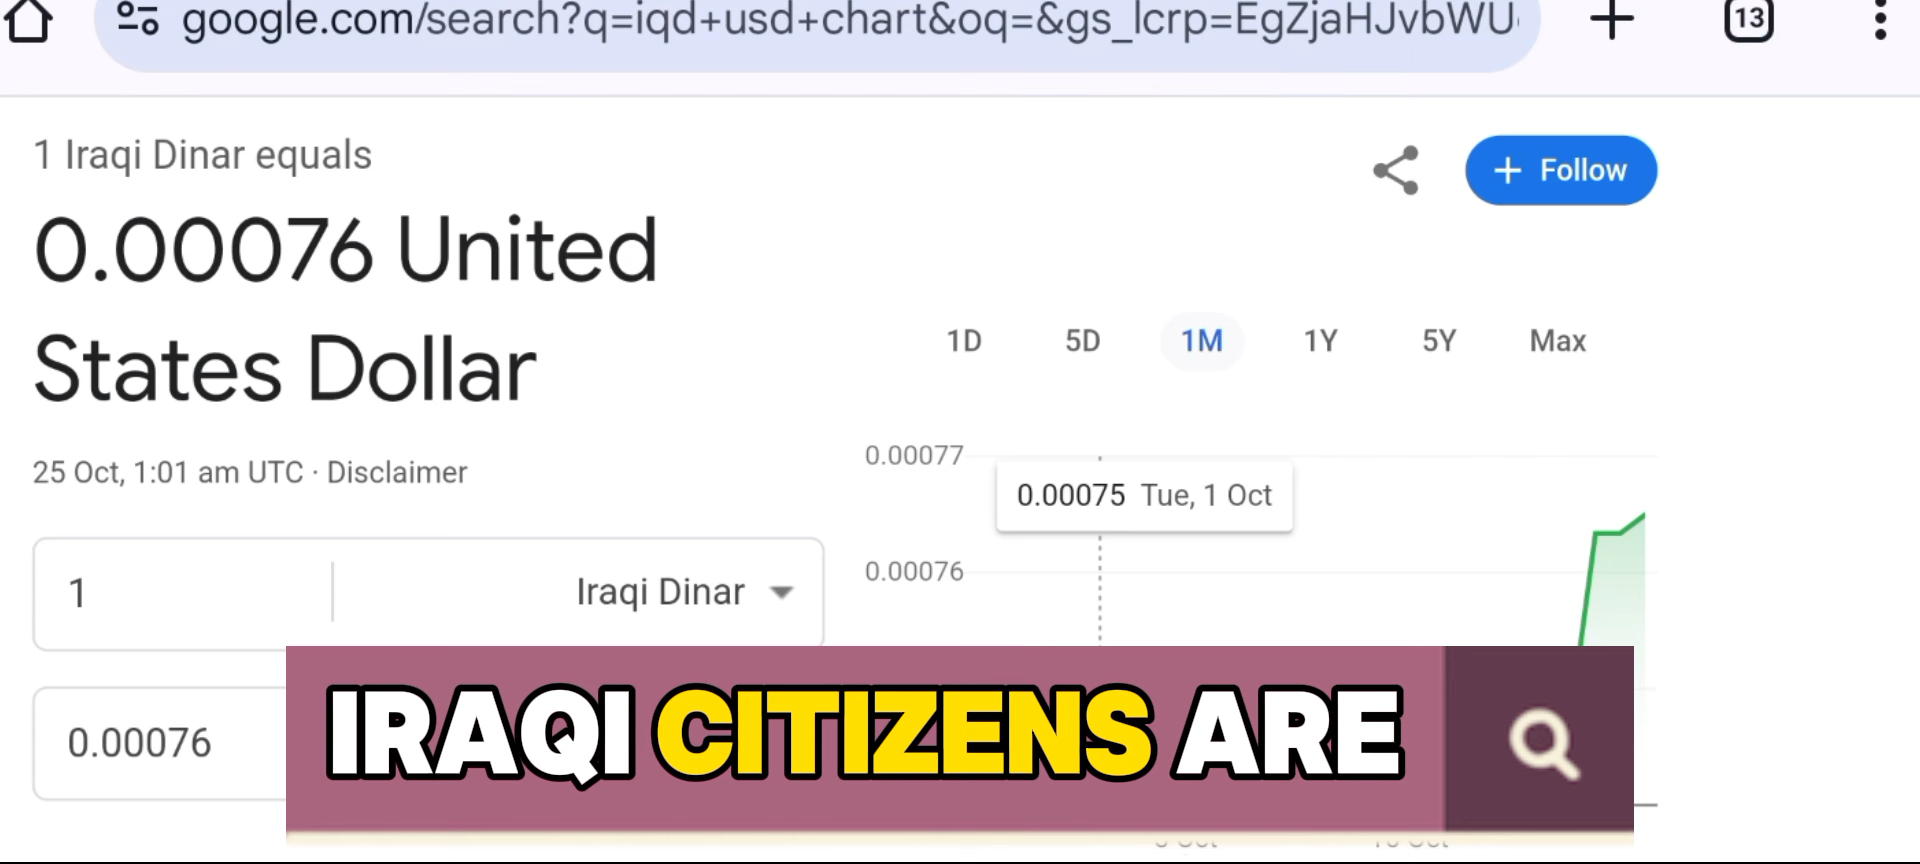 google.com/search?q=iqd+usd+chart&oq=&gs_lcrp=EgZjaHJvbWU
13
1 Iraqi Dinar equals
Follow
0.00076 United
States Dollar
1D 5D 1M 1Y 5Y Max
25 Oct, 1:01 am UTC · Disclaimer
0.00077
0.00075 Tue, 1 Oct
0.00076
1 Iraqi Dinar
IRAQI CITIZENS ARE
0.00076